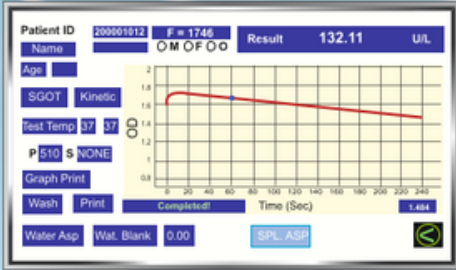 Patient ID 200001012 F = 1746 Result 132.11 U/L
Name M F O
Age
SGOT Kinetic
Test Temp 37 37
P 510 S NONE
Graph Print
Wash Print
Water Asp Wat. Blank 0.00 SPL. ASP
OD
2
1.8
1.6
1.4
1.2
1
0.8
0 20 40 60 80 100 120 140 160 180 200 220 240
Completed! Time (Sec) 1.484